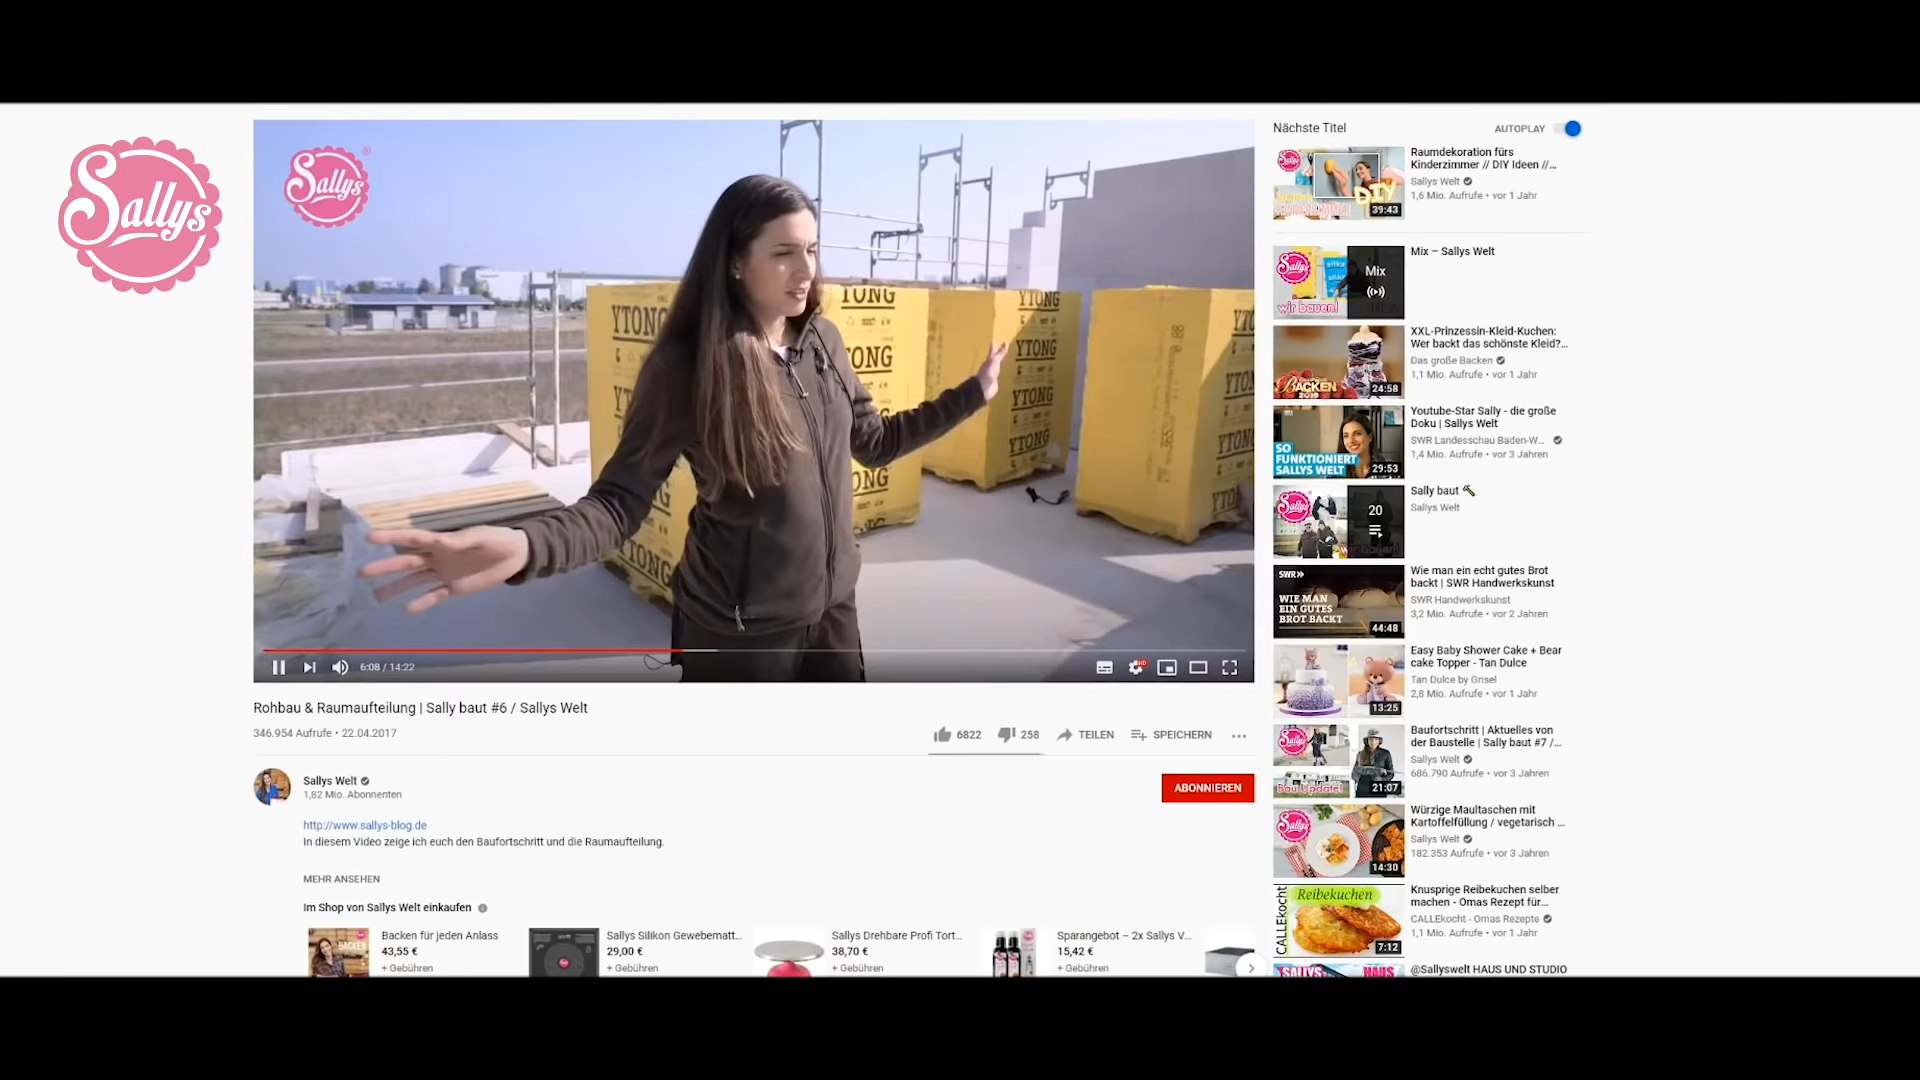 Sallys
Sallys
YTONG
TUNG
YTONG
YTONG
YTONG
YTONG
YTONG
YTONG
YTONG
YTONG
6:08 / 14:22
Rohbau & Raumaufteilung | Sally baut #6 / Sallys Welt
346.954 Aufrufe • 22.04.2017
6822
258
TEILEN
SPEICHERN
Sallys Welt
1,82 Mio. Abonnenten
ABONNIEREN
http://www.sallys-blog.de
In diesem Video zeige ich euch den Baufortschritt und die Raumaufteilung.
MEHR ANSEHEN
Im Shop von Sallys Welt einkaufen
Backen für jeden Anlass
43,55 €
+ Gebühren
Sallys Silikon Gewebematt...
29,00 €
+ Gebühren
Sallys Drehbare Profi Tort...
38,70 €
+ Gebühren
Sparangebot – 2x Sallys V...
15,42 €
+ Gebühren
Nächste Titel
AUTOPLAY
Sallys
DIY
39:43
Raumdekoration fürs
Kinderzimmer // DIY Ideen //...
Sallys Welt
1,6 Mio. Aufrufe • vor 1 Jahr
Sallys
wir bauen!
Mix
Mix – Sallys Welt
BACKEN
2019
24:58
XXL-Prinzessin-Kleid-Kuchen:
Wer backt das schönste Kleid?...
Das große Backen
1,1 Mio. Aufrufe • vor 1 Jahr
SO
FUNKTIONIERT
SALLYS WELT
29:53
Youtube-Star Sally - die große
Doku | Sallys Welt
SWR Landesschau Baden-W...
1,4 Mio. Aufrufe • vor 3 Jahren
Sallys
20
wir bauen!
Sally baut
Sallys Welt
SWR
WIE MAN
EIN GUTES
BROT BACKT
44:48
Wie man ein echt gutes Brot
backt | SWR Handwerkskunst
SWR Handwerkskunst
3,2 Mio. Aufrufe • vor 2 Jahren
13:25
Easy Baby Shower Cake + Bear
cake Topper - Tan Dulce
Tan Dulce by Grisel
2,8 Mio. Aufrufe • vor 1 Jahr
Sallys
Bau Update!
21:07
Baufortschritt | Aktuelles von
der Baustelle | Sally baut #7 /...
Sallys Welt
686.790 Aufrufe • vor 3 Jahren
Sallys
14:30
Würzige Maultaschen mit
Kartoffelfüllung / vegetarisch ...
Sallys Welt
182.353 Aufrufe • vor 3 Jahren
CALLEkocht
Reibekuchen
7:12
Knusprige Reibekuchen selber
machen - Omas Rezept für...
CALLEkocht - Omas Rezepte
1,1 Mio. Aufrufe • vor 1 Jahr
SALLYS HAUS
@Sallyswelt HAUS UND STUDIO